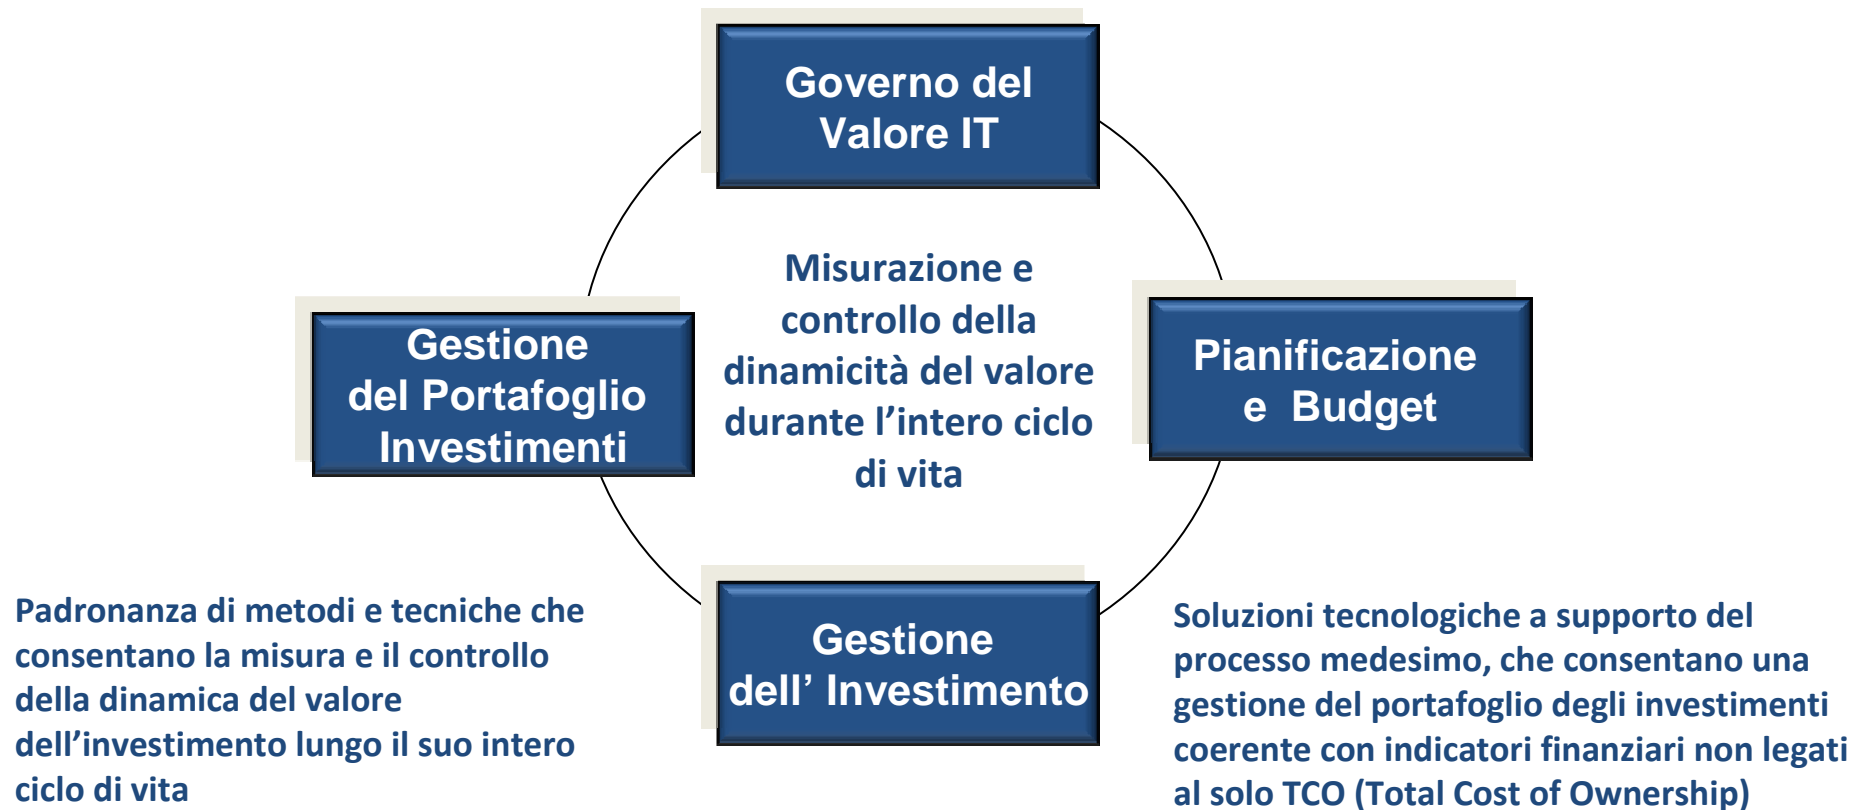 Governo del
Valore IT
Misurazione e
controllo della
dinamicità del valore
durante l’intero ciclo
di vita
Gestione
del Portafoglio
Investimenti
Pianificazione
e Budget
Gestione
dell’ Investimento
Padronanza di metodi e tecniche che
consentano la misura e il controllo
della dinamica del valore
dell’investimento lungo il suo intero
ciclo di vita
Soluzioni tecnologiche a supporto del
processo medesimo, che consentano una
gestione del portafoglio degli investimenti
coerente con indicatori finanziari non legati
al solo TCO (Total Cost of Ownership)